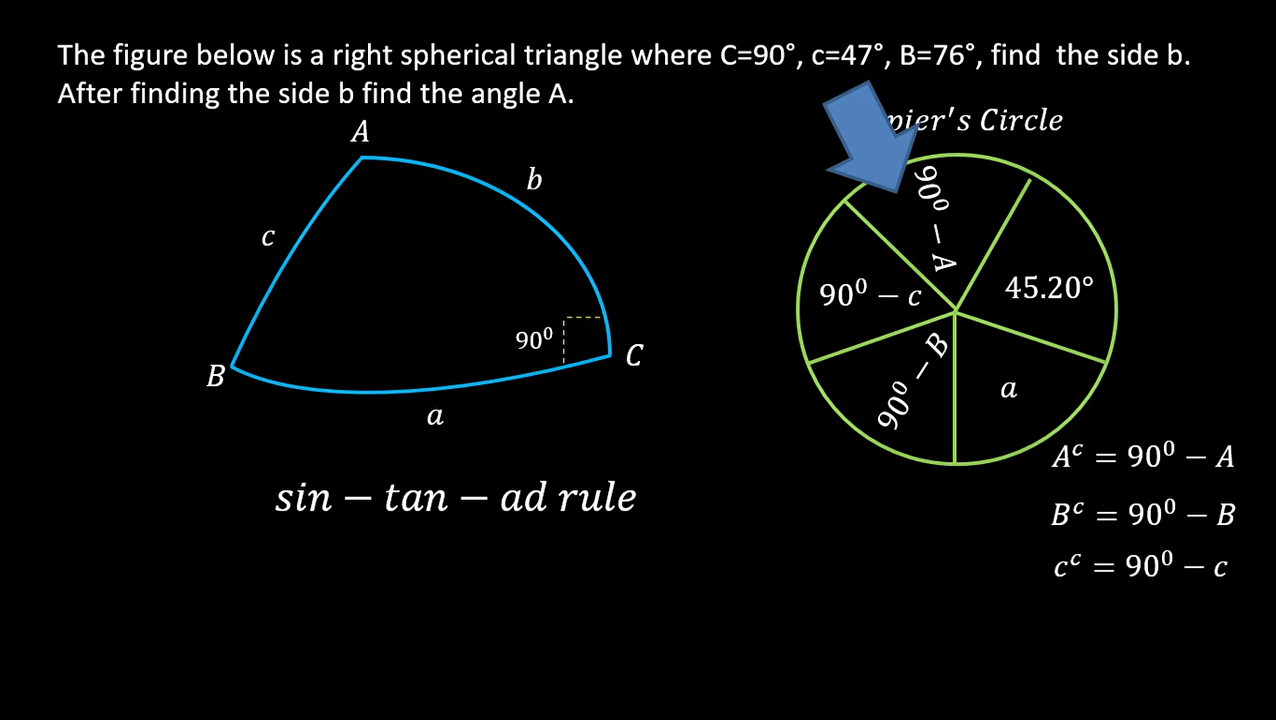 The figure below is a right spherical triangle where C=90°, c=47°, B=76°, find the side b.
After finding the side b find the angle A.
pier's Circle
A
b
c
90⁰
B
C
a
90⁰ − A
90⁰ − c
45.20°
90⁰ − B
a
sin − tan − ad rule
Aᶜ = 90⁰ − A
Bᶜ = 90⁰ − B
cᶜ = 90⁰ − c